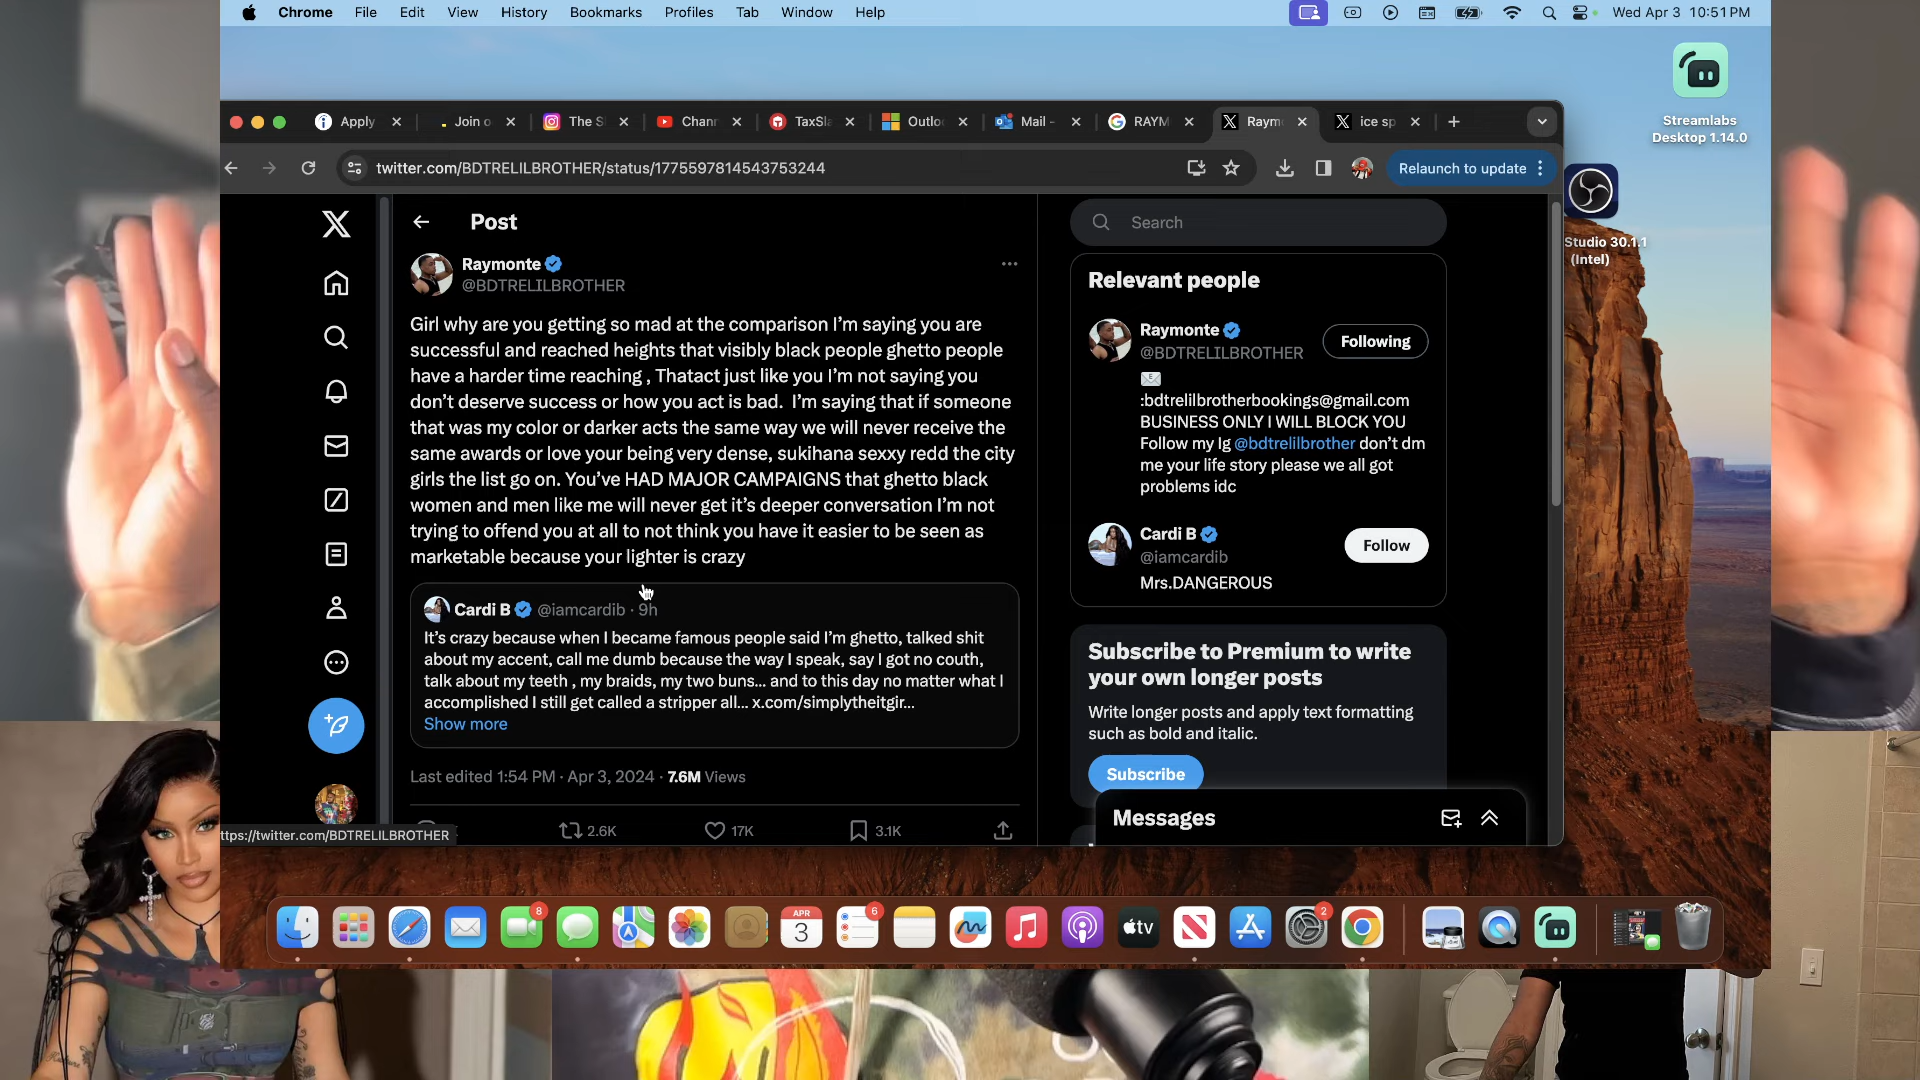 Chrome File Edit View History Bookmarks Profiles Tab Window Help
Wed Apr 3 10:51 PM
Streamlabs
Desktop 1.14.0
Studio 30.1.1
(Intel)
Apply
Join o
The S
Chann
TaxSla
Outlo
Mail -
RAYM
Raym
ice sp
twitter.com/BDTRELILBROTHER/status/1775597814543753244
Relaunch to update
Post
Raymonte
@BDTRELILBROTHER
Girl why are you getting so mad at the comparison I’m saying you are
successful and reached heights that visibly black people ghetto people
have a harder time reaching , Thatact just like you I’m not saying you
don’t deserve success or how you act is bad. I’m saying that if someone
that was my color or darker acts the same way we will never receive the
same awards or love your being very dense, sukihana sexxy redd the city
girls the list go on. You’ve HAD MAJOR CAMPAIGNS that ghetto black
women and men like me will never get it’s deeper conversation I’m not
trying to offend you at all to not think you have it easier to be seen as
marketable because your lighter is crazy
Cardi B @iamcardib · 9h
It’s crazy because when I became famous people said I’m ghetto, talked shit
about my accent, call me dumb because the way I speak, say I got no couth,
talk about my teeth , my braids, my two buns... and to this day no matter what I
accomplished I still get called a stripper all... x.com/simplytheitgir...
Show more
Last edited 1:54 PM · Apr 3, 2024 · 7.6M Views
2.6K 17K 3.1K
ttps://twitter.com/BDTRELILBROTHER
Search
Relevant people
Raymonte
@BDTRELILBROTHER
Following
:bdtrelilbrotherbookings@gmail.com
BUSINESS ONLY I WILL BLOCK YOU
Follow my Ig @bdtrelilbrother don’t dm
me your life story please we all got
problems idc
Cardi B
@iamcardib
Follow
Mrs.DANGEROUS
Subscribe to Premium to write
your own longer posts
Write longer posts and apply text formatting
such as bold and italic.
Subscribe
Messages
8
APR
3
6
tv
2